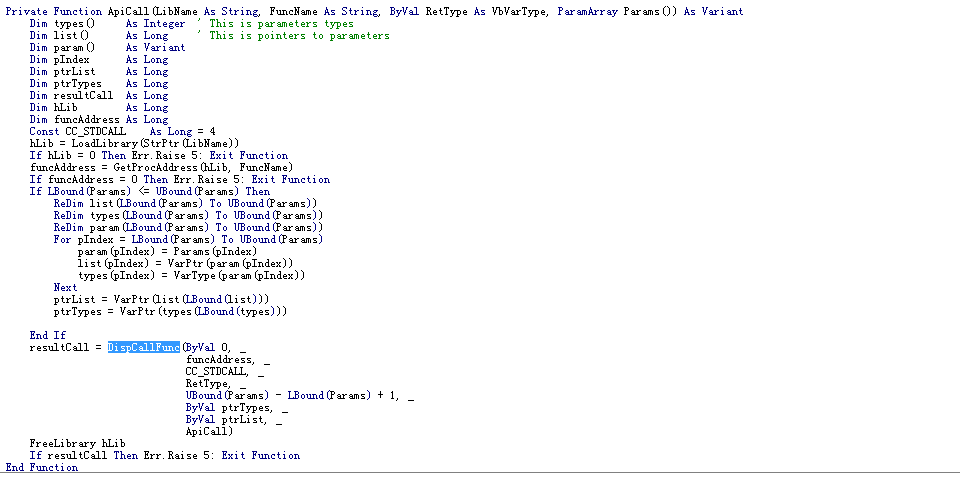 Private Function ApiCall(LibName As String, FuncName As String, ByVal RetType As VbVarType, ParamArray Params()) As Variant
    Dim types()     As Integer  ' This is parameters types
    Dim list()      As Long     ' This is pointers to parameters
    Dim param()     As Variant
    Dim pIndex      As Long
    Dim ptrList     As Long
    Dim ptrTypes    As Long
    Dim resultCall  As Long
    Dim hLib        As Long
    Dim funcAddress As Long
    Const CC_STDCALL    As Long = 4
    hLib = LoadLibrary(StrPtr(LibName))
    If hLib = 0 Then Err.Raise 5: Exit Function
    funcAddress = GetProcAddress(hLib, FuncName)
    If funcAddress = 0 Then Err.Raise 5: Exit Function
    If LBound(Params) <= UBound(Params) Then
        ReDim list(LBound(Params) To UBound(Params))
        ReDim types(LBound(Params) To UBound(Params))
        ReDim param(LBound(Params) To UBound(Params))
        For pIndex = LBound(Params) To UBound(Params)
            param(pIndex) = Params(pIndex)
            list(pIndex) = VarPtr(param(pIndex))
            types(pIndex) = VarType(param(pIndex))
        Next
        ptrList = VarPtr(list(LBound(list)))
        ptrTypes = VarPtr(types(LBound(types)))
    End If
    resultCall = DispCallFunc(ByVal 0, _
                              funcAddress, _
                              CC_STDCALL, _
                              RetType, _
                              UBound(Params) - LBound(Params) + 1, _
                              ByVal ptrTypes, _
                              ByVal ptrList, _
                              ApiCall)
    FreeLibrary hLib
    If resultCall Then Err.Raise 5: Exit Function
End Function